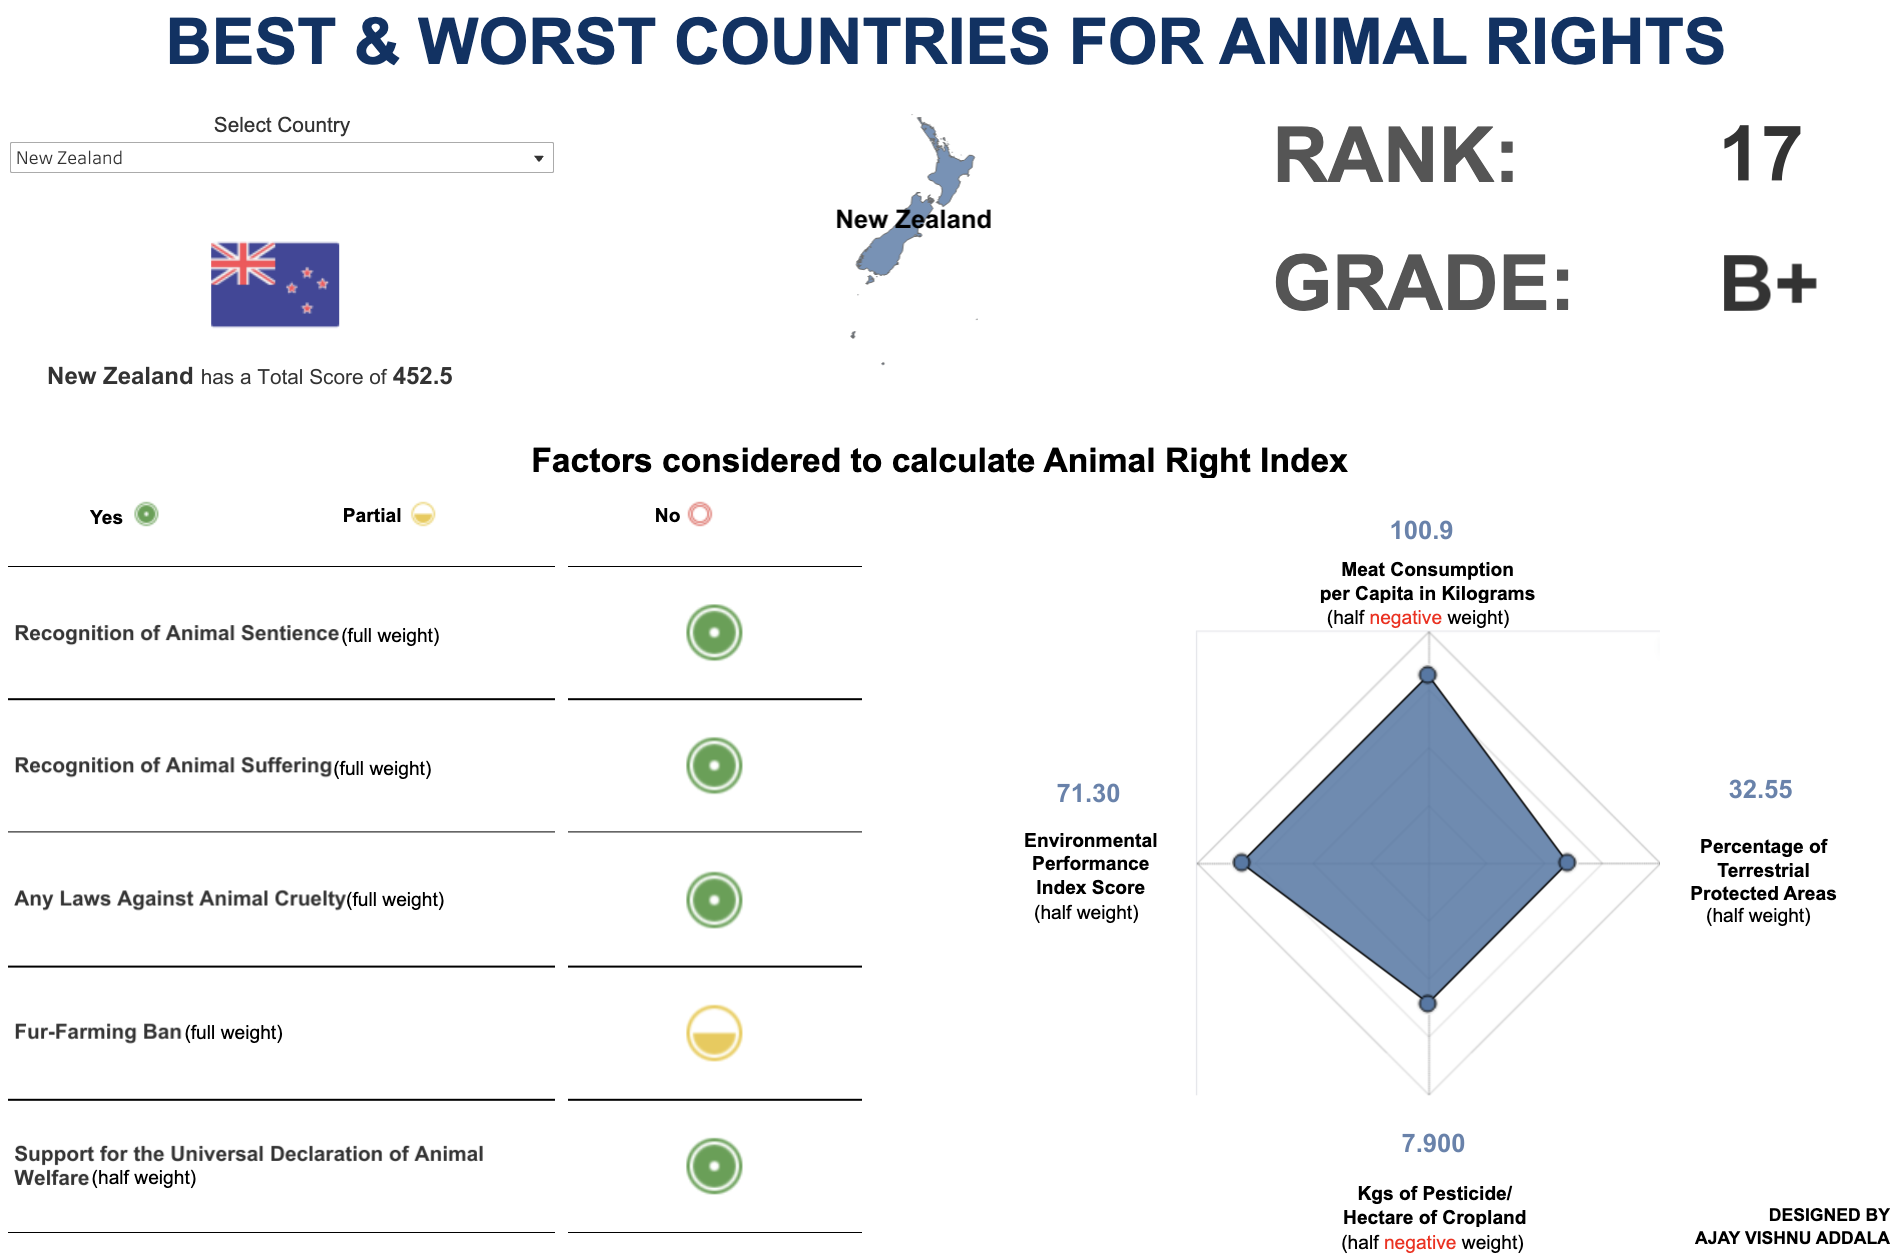 BEST & WORST COUNTRIES FOR ANIMAL RIGHTS
Select Country
New Zealand
New Zealand
RANK: 17
GRADE: B+
New Zealand has a Total Score of 452.5
Factors considered to calculate Animal Right Index
Yes
Partial
No
Recognition of Animal Sentience (full weight)
Recognition of Animal Suffering (full weight)
Any Laws Against Animal Cruelty (full weight)
Fur-Farming Ban (full weight)
Support for the Universal Declaration of Animal
Welfare (half weight)
100.9
Meat Consumption
per Capita in Kilograms
(half negative weight)
71.30
Environmental
Performance
Index Score
(half weight)
32.55
Percentage of
Terrestrial
Protected Areas
(half weight)
7.900
Kgs of Pesticide/
Hectare of Cropland
(half negative weight)
DESIGNED BY
AJAY VISHNU ADDALA